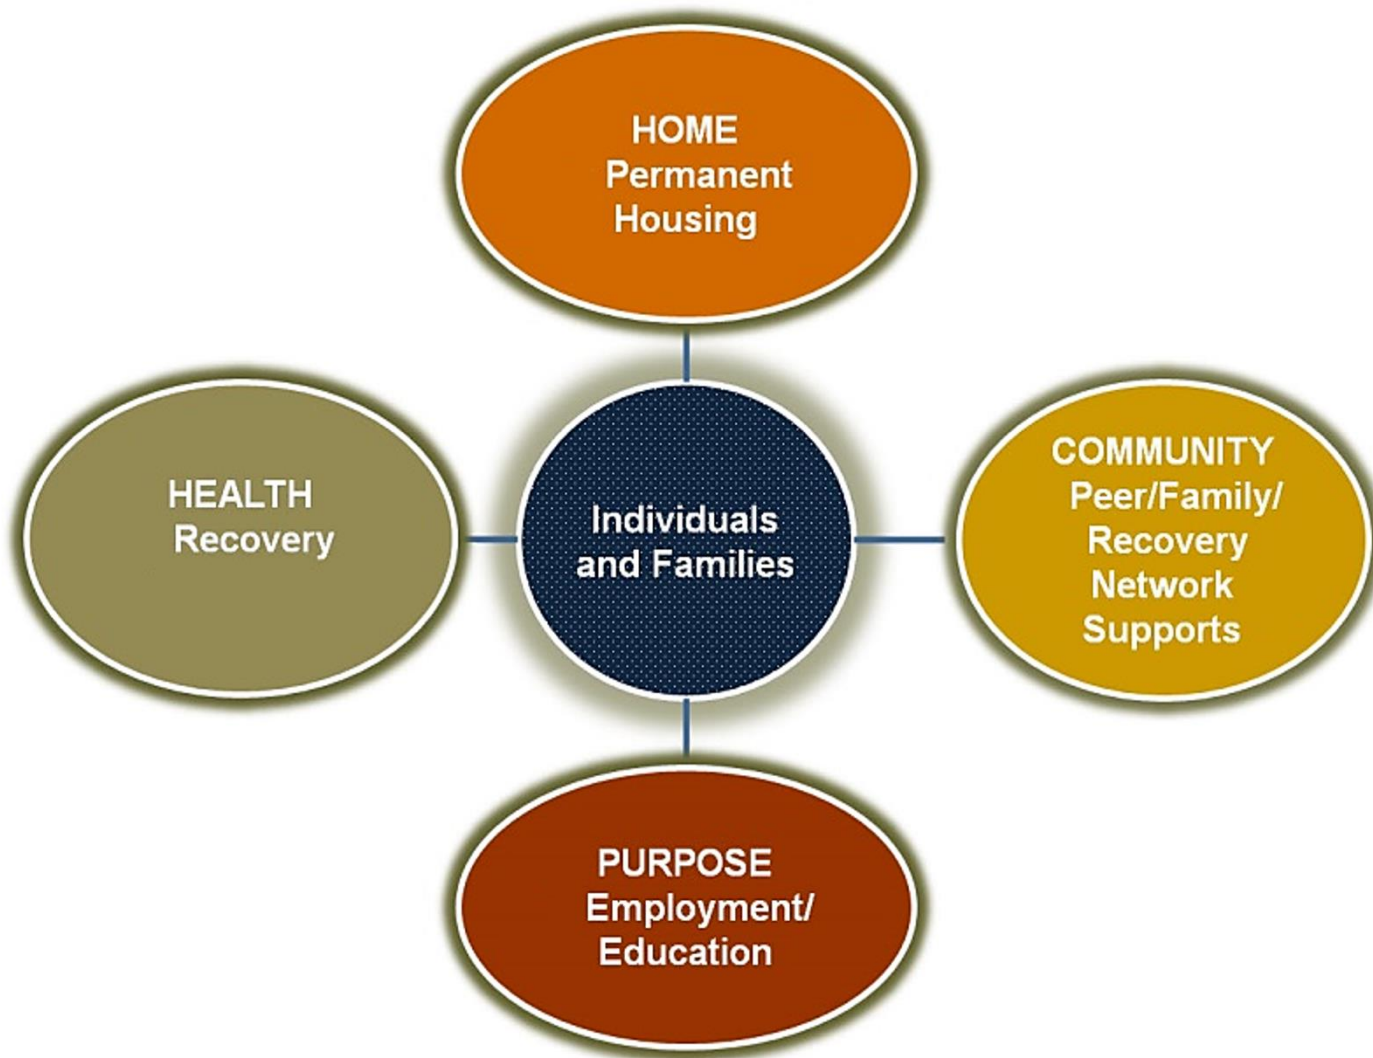 HOME
Permanent
Housing
HEALTH
Recovery
Individuals
and Families
COMMUNITY
Peer/Family/
Recovery
Network
Supports
PURPOSE
Employment/
Education